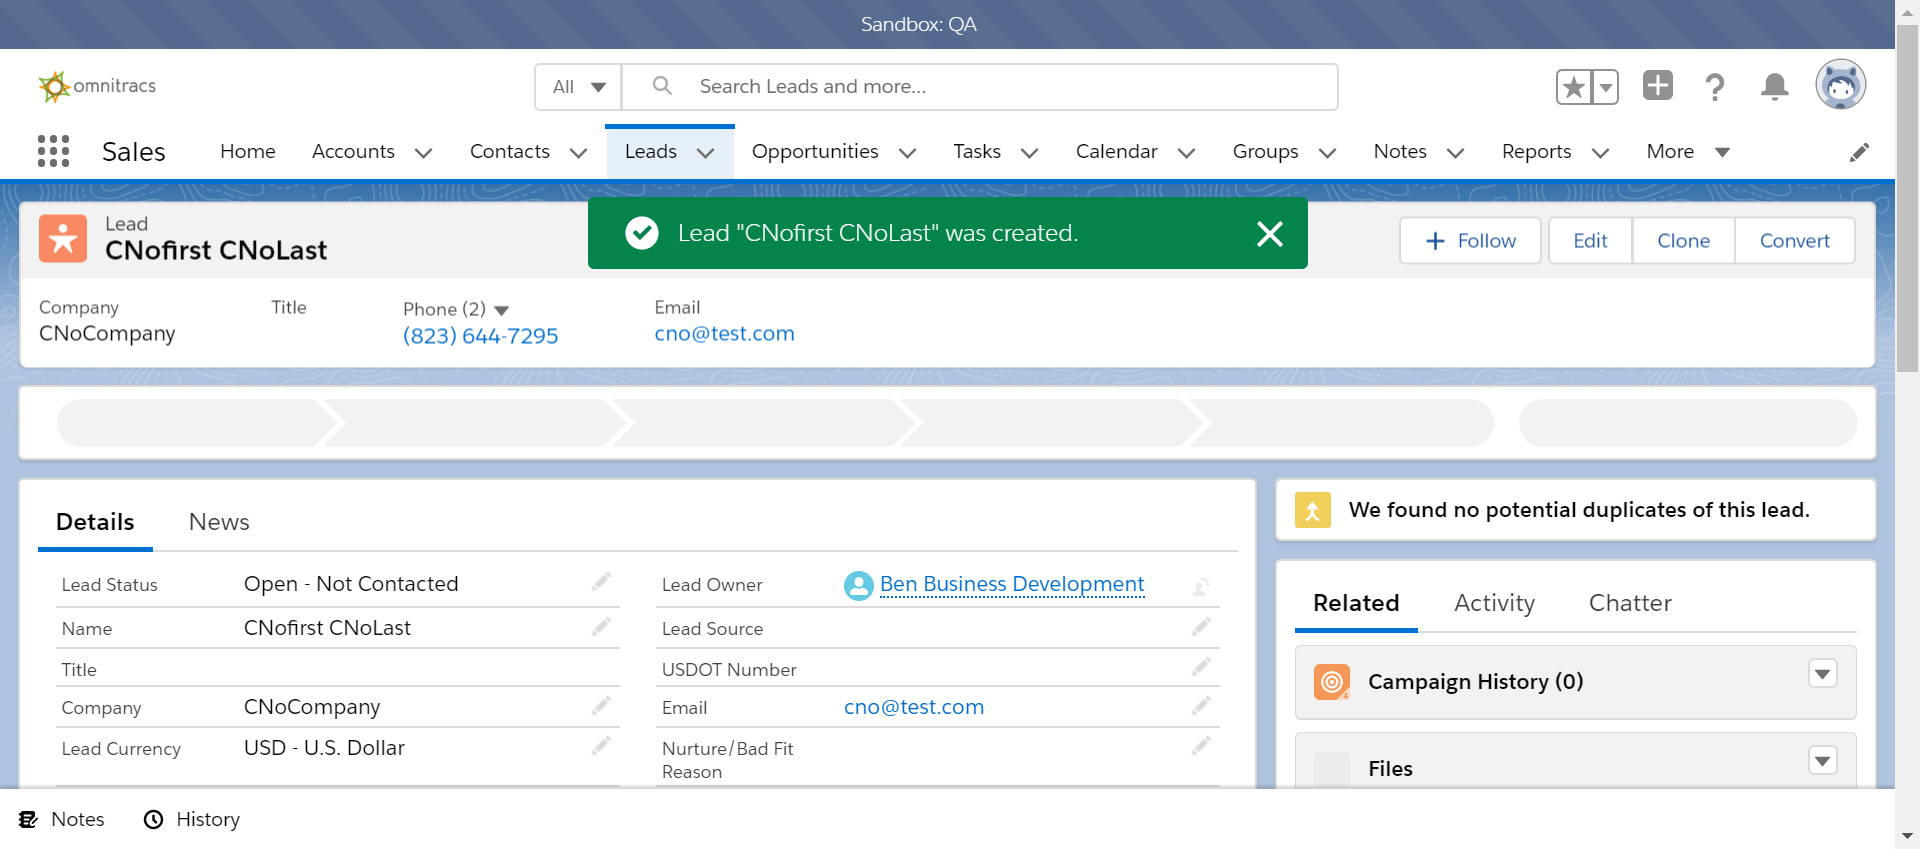 Sandbox: QA
omnitracs
All
Search Leads and more...
Sales
Home
Accounts
Contacts
Leads
Opportunities
Tasks
Calendar
Groups
Notes
Reports
More
Lead
CNofirst CNoLast
Lead "CNofirst CNoLast" was created.
Follow
Edit
Clone
Convert
Company
CNoCompany
Title
Phone (2)
(823) 644-7295
Email
cno@test.com
Details
News
Lead Status
Open - Not Contacted
Lead Owner
Ben Business Development
Name
CNofirst CNoLast
Lead Source
Title
USDOT Number
Company
CNoCompany
Email
cno@test.com
Lead Currency
USD - U.S. Dollar
Nurture/Bad Fit
Reason
We found no potential duplicates of this lead.
Related
Activity
Chatter
Campaign History (0)
Files
Notes
History